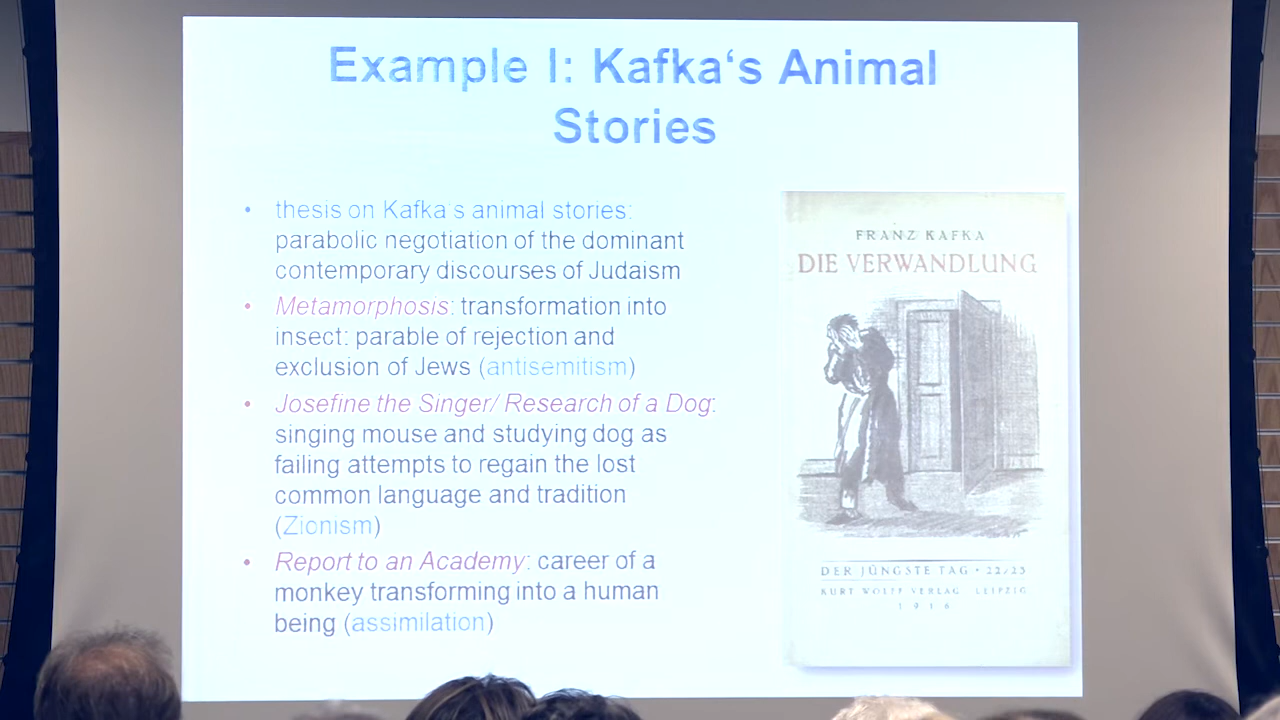 Example I: Kafka‘s Animal
Stories
• thesis on Kafka‘s animal stories:
parabolic negotiation of the dominant
contemporary discourses of Judaism
• Metamorphosis: transformation into
insect: parable of rejection and
exclusion of Jews (antisemitism)
• Josefine the Singer/ Research of a Dog:
singing mouse and studying dog as
failing attempts to regain the lost
common language and tradition
(Zionism)
• Report to an Academy: career of a
monkey transforming into a human
being (assimilation)
FRANZ KAFKA
DIE VERWANDLUNG
DER JÜNGSTE TAG • 22/23
KURT WOLFF VERLAG · LEIPZIG
1916